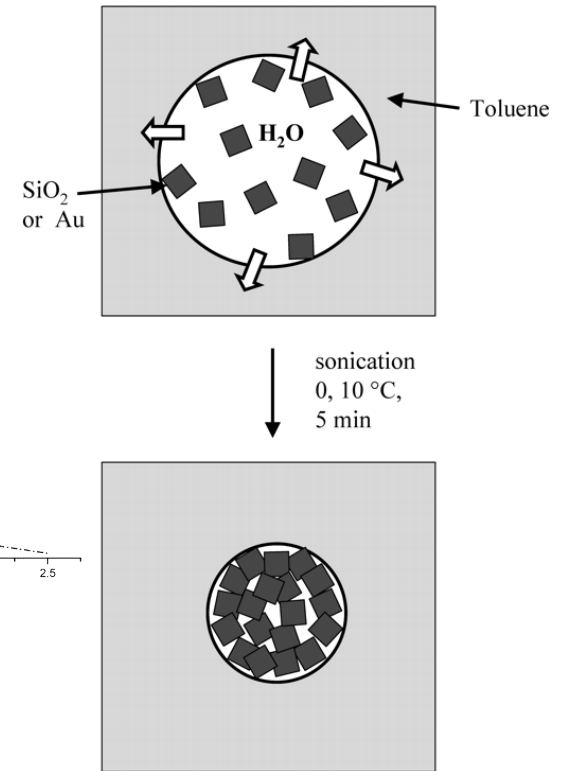 H₂O
Toluene
SiO₂
or Au
sonication
0, 10 °C,
5 min
2.5